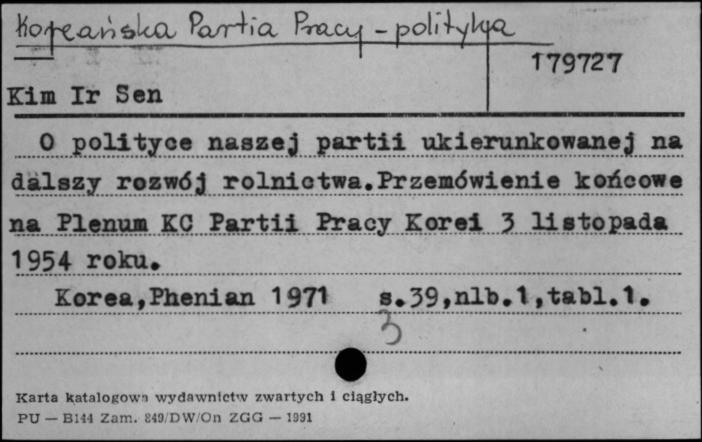 Koreańska Partia Pracy - polityka
179727
Kim Ir Sen
O polityce naszej partii ukierunkowanej na
dalszy rozwój rolnictwa.Przemówienie końcowe
na Plenum KC Partii Pracy Korei 3 listopada
1954 roku.
Korea,Phenian 1971 s.39,nlb.1,tabl.1.
3
Karta katalogowa wydawnictw zwartych i ciągłych.
PU — B144 Zam. 849/DW/On ZGG — 1991